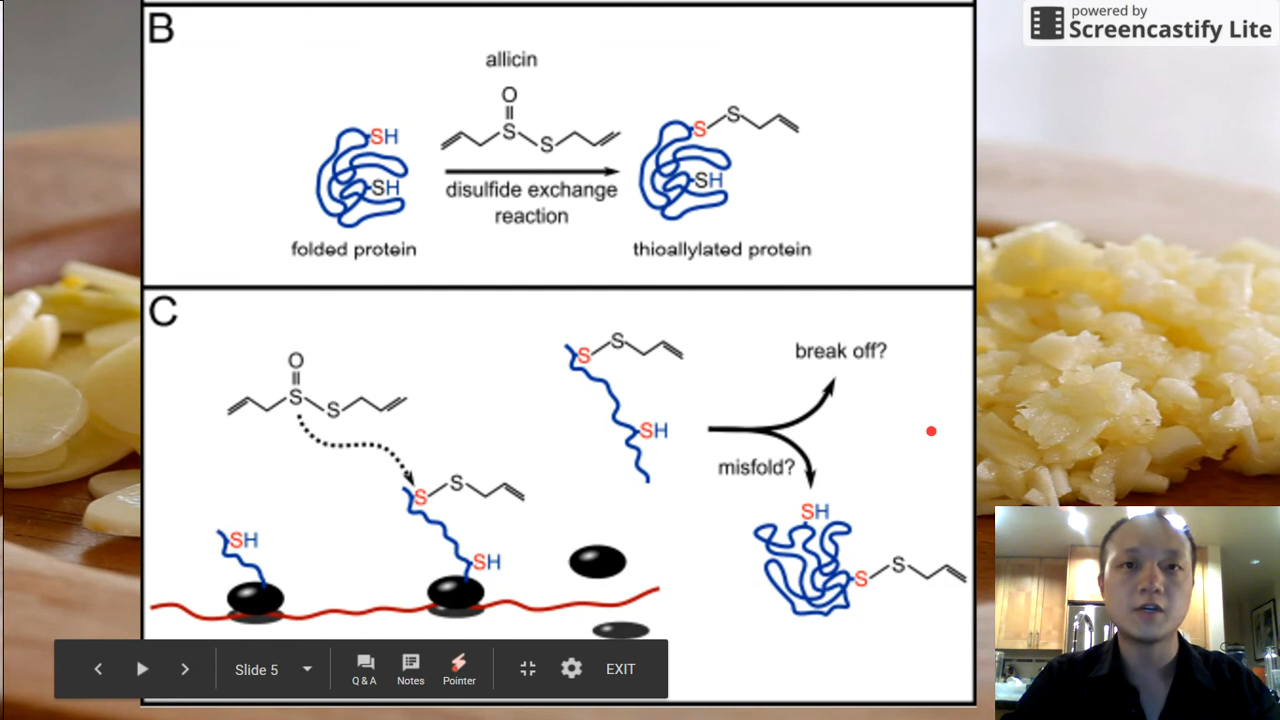 B
powered by
Screencastify Lite
allicin
O
S
S
SH
SH
disulfide exchange
reaction
folded protein
S
S
SH
thioallylated protein
C
O
S
S
S
S
SH
SH
S
S
SH
break off?
misfold?
SH
S
S
Slide 5
Q & A
Notes
Pointer
EXIT